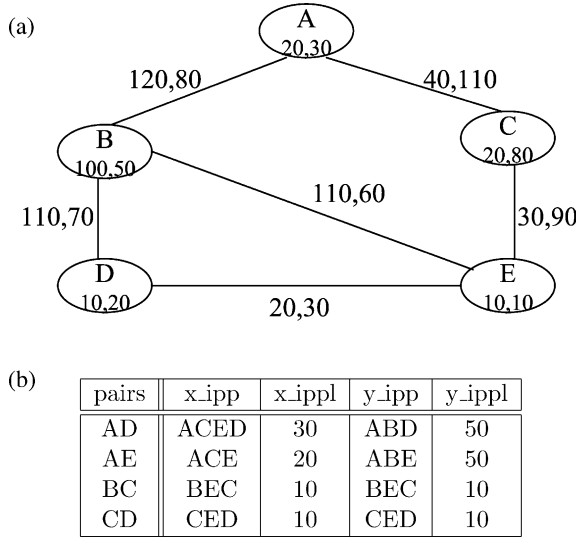 (a)
A
20,30
120,80
40,110
B
100,50
C
20,80
110,60
110,70
30,90
D
10,20
E
10,10
20,30
(b)
pairs x_ipp x_ippl y_ipp y_ippl
AD ACED 30 ABD 50
AE ACE 20 ABE 50
BC BEC 10 BEC 10
CD CED 10 CED 10